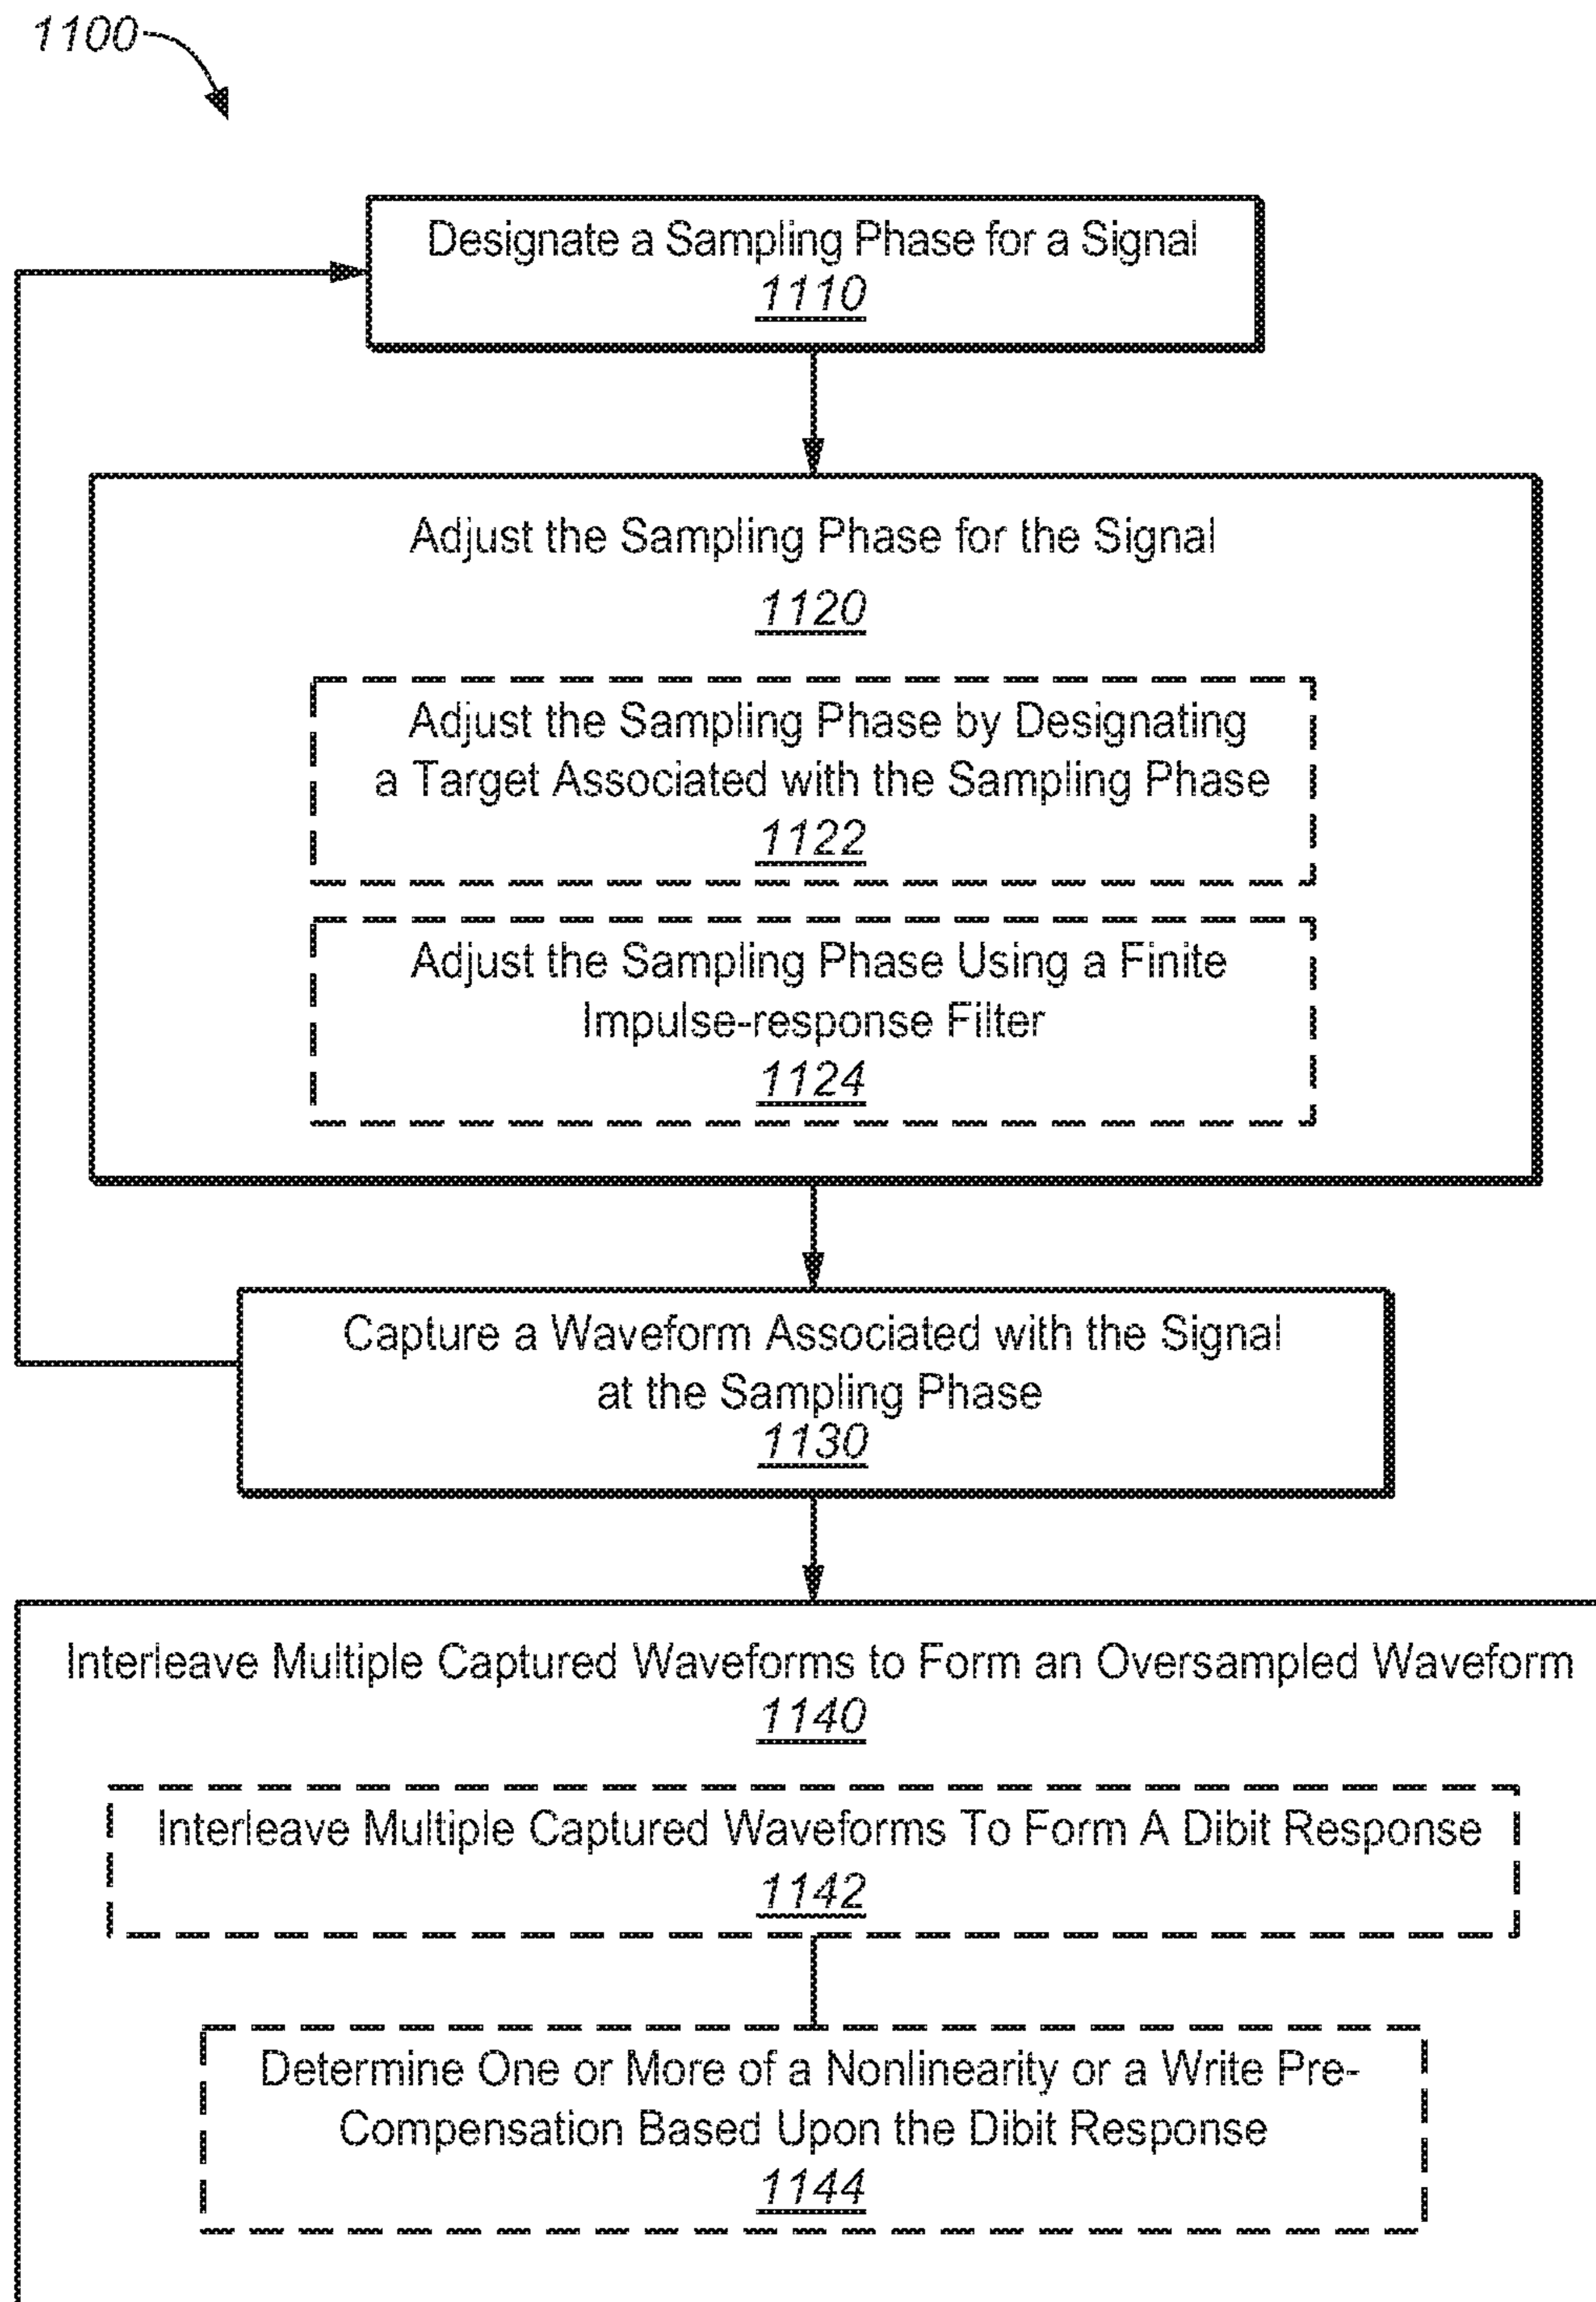 1100
Designate a Sampling Phase for a Signal
1110
Adjust the Sampling Phase for the Signal
1120
Adjust the Sampling Phase by Designating
a Target Associated with the Sampling Phase
1122
Adjust the Sampling Phase Using a Finite
Impulse-response Filter
1124
Capture a Waveform Associated with the Signal
at the Sampling Phase
1130
Interleave Multiple Captured Waveforms to Form an Oversampled Waveform
1140
Interleave Multiple Captured Waveforms To Form A Dibit Response
1142
Determine One or More of a Nonlinearity or a Write Pre-
Compensation Based Upon the Dibit Response
1144